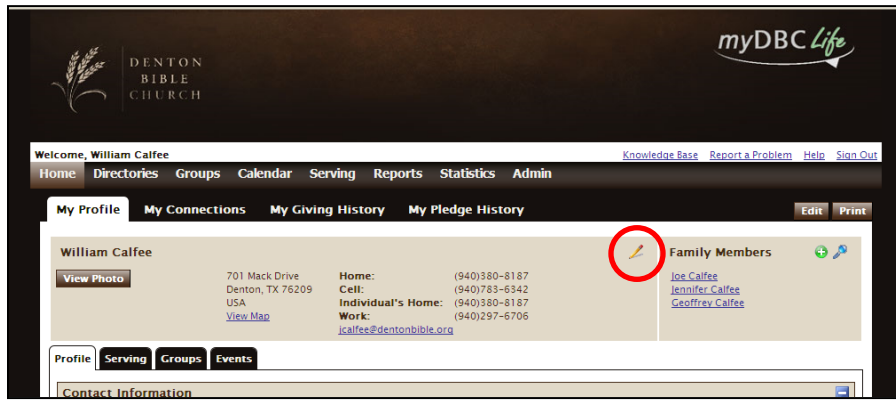 DENTON
BIBLE
CHURCH
myDBC Life
Welcome, William Calfee
Knowledge Base Report a Problem Help Sign Out
Home Directories Groups Calendar Serving Reports Statistics Admin
My Profile My Connections My Giving History My Pledge History
Edit Print
William Calfee
View Photo
701 Mack Drive
Denton, TX 76209
USA
View Map
Home: (940)380-8187
Cell: (940)783-6342
Individual's Home: (940)380-8187
Work: (940)297-6706
jcalfee@dentonbible.org
Family Members
Joe Calfee
Jennifer Calfee
Geoffrey Calfee
Profile Serving Groups Events
Contact Information